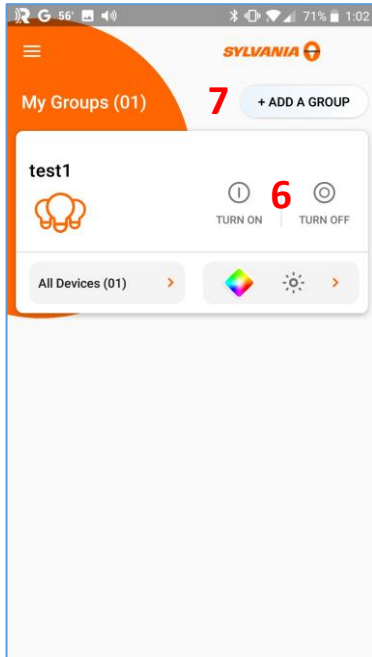 G 56° 71% 1:02
SYLVANIA
My Groups (01) 7 + ADD A GROUP
test1
6
TURN ON TURN OFF
All Devices (01)